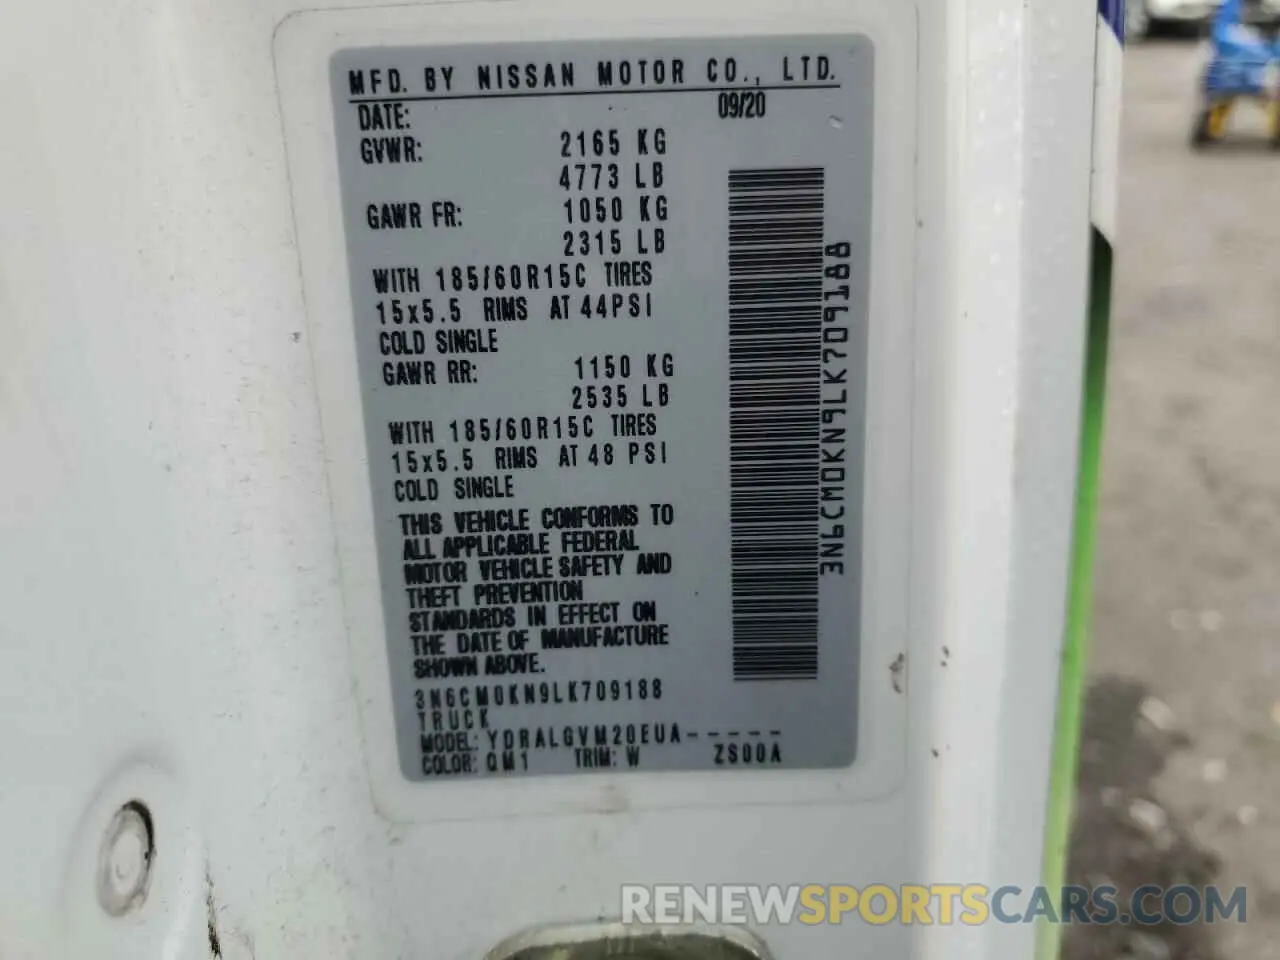 MFD. BY NISSAN MOTOR CO., LTD.
DATE: 09/20
GVWR: 2165 KG
4773 LB
GAWR FR: 1050 KG
2315 LB
WITH 185/60R15C TIRES
15x5.5 RIMS AT 44PSI
COLD SINGLE
GAWR RR: 1150 KG
2535 LB
WITH 185/60R15C TIRES
15x5.5 RIMS AT 48 PSI
COLD SINGLE
THIS VEHICLE CONFORMS TO
ALL APPLICABLE FEDERAL
MOTOR VEHICLE SAFETY AND
THEFT PREVENTION
STANDARDS IN EFFECT ON
THE DATE OF MANUFACTURE
SHOWN ABOVE.
3N6CM0KN9LK709188
TRUCK
MODEL: YDRALGVM20EUA-----
COLOR: QM1 TRIM: W ZS00A
3N6CM0KN9LK709188
RENEWSPORTSCARS.COM